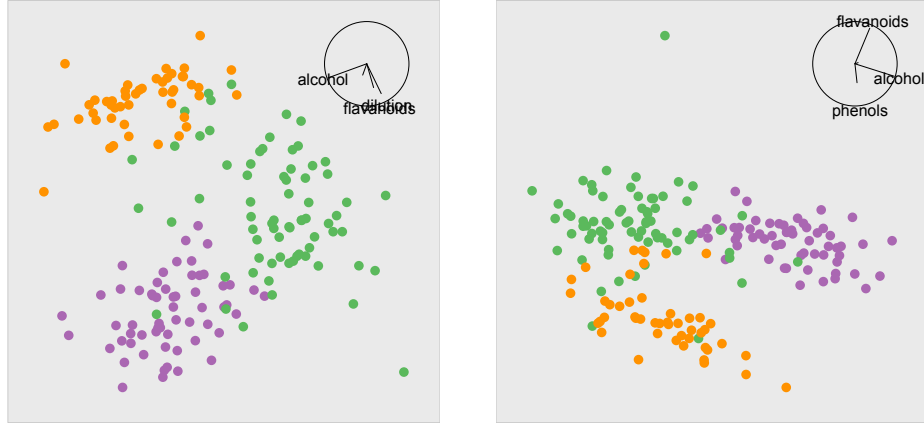 alcohol
dilution
flavanoids
flavanoids
alcohol
phenols